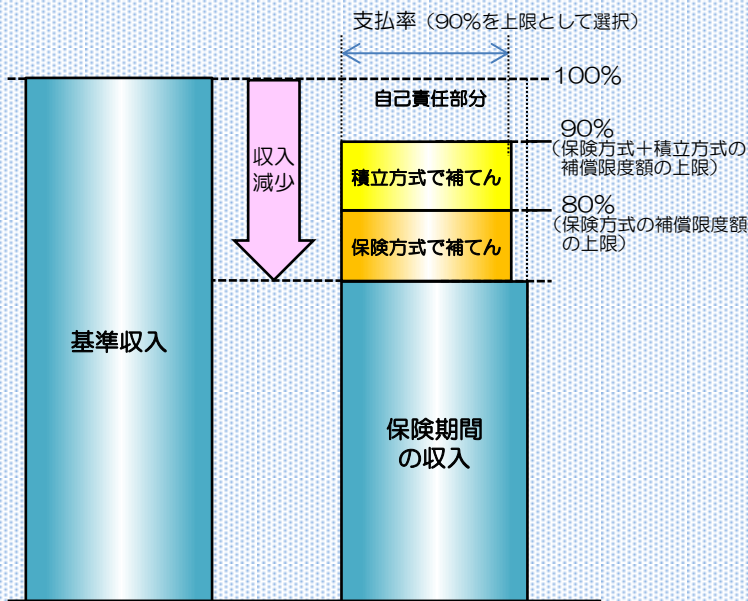 支払率（90%を上限として選択）
100%
自己責任部分
90%
（保険方式＋積立方式の
補償限度額の上限）
収入
減少
積立方式で補てん
80%
（保険方式の補償限度額
の上限）
保険方式で補てん
基準収入
保険期間
の収入